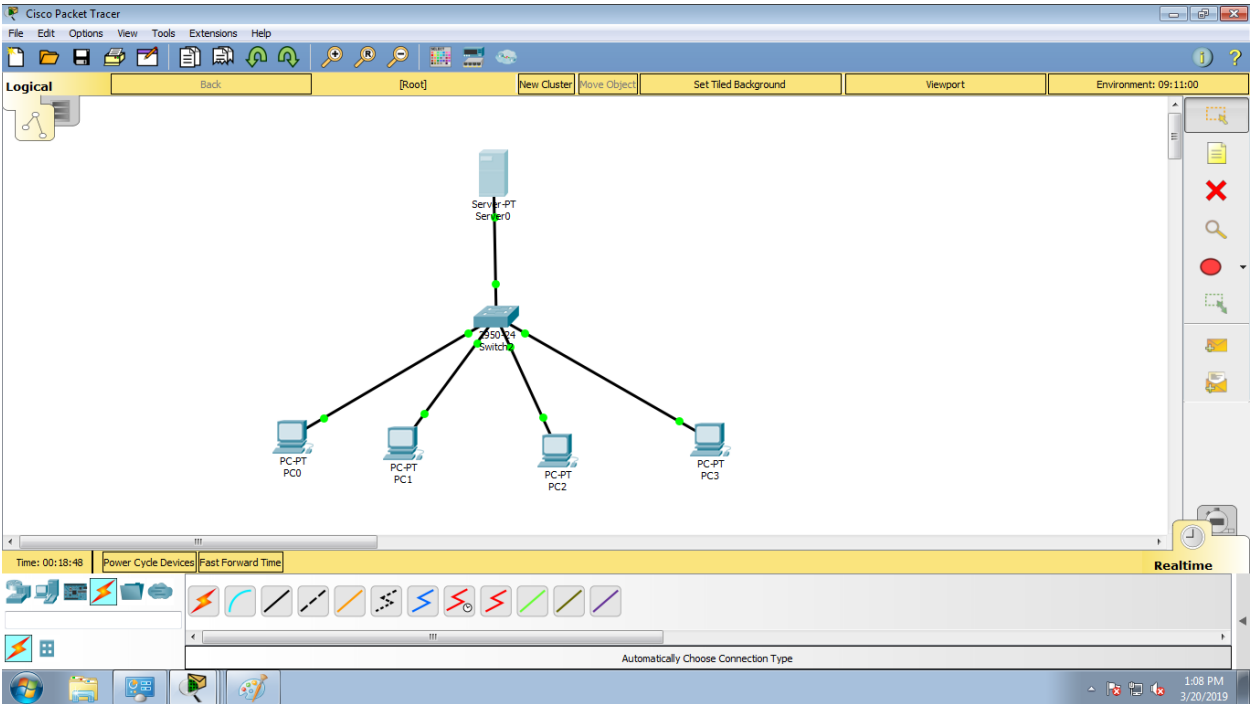 Cisco Packet Tracer
File Edit Options View Tools Extensions Help
Logical Back [Root] New Cluster Move Object Set Tiled Background Viewport Environment: 09:11:00
Server-PT
Server0
2950-24
PC-PT
PC0
PC-PT
PC1
PC-PT
PC2
PC-PT
PC3
Time: 00:18:48 Power Cycle Devices Fast Forward Time Realtime
Automatically Choose Connection Type
1:08 PM
3/20/2019